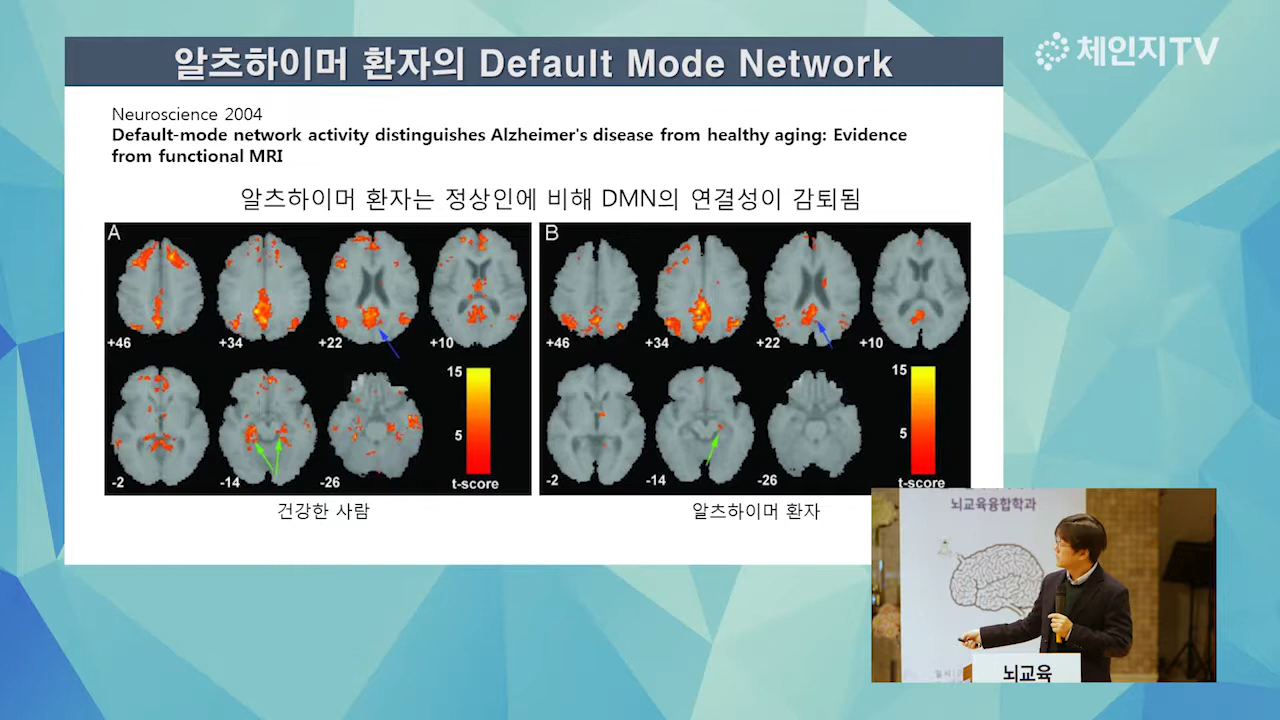 알츠하이머 환자의 Default Mode Network
체인지TV
Neuroscience 2004
Default-mode network activity distinguishes Alzheimer's disease from healthy aging: Evidence
from functional MRI
알츠하이머 환자는 정상인에 비해 DMN의 연결성이 감퇴됨
A
+46 +34 +22 +10
15
5
-2 -14 -26 t-score
건강한 사람
B
+46 +34 +22 +10
15
5
-2 -14 -26 t-score
알츠하이머 환자
뇌교육융합학과
뇌교육